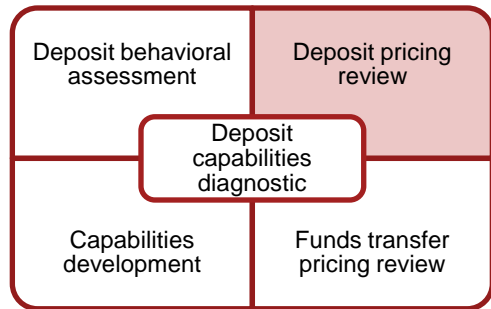 Deposit behavioral
assessment
Deposit pricing
review
Deposit
capabilities
diagnostic
Capabilities
development
Funds transfer
pricing review